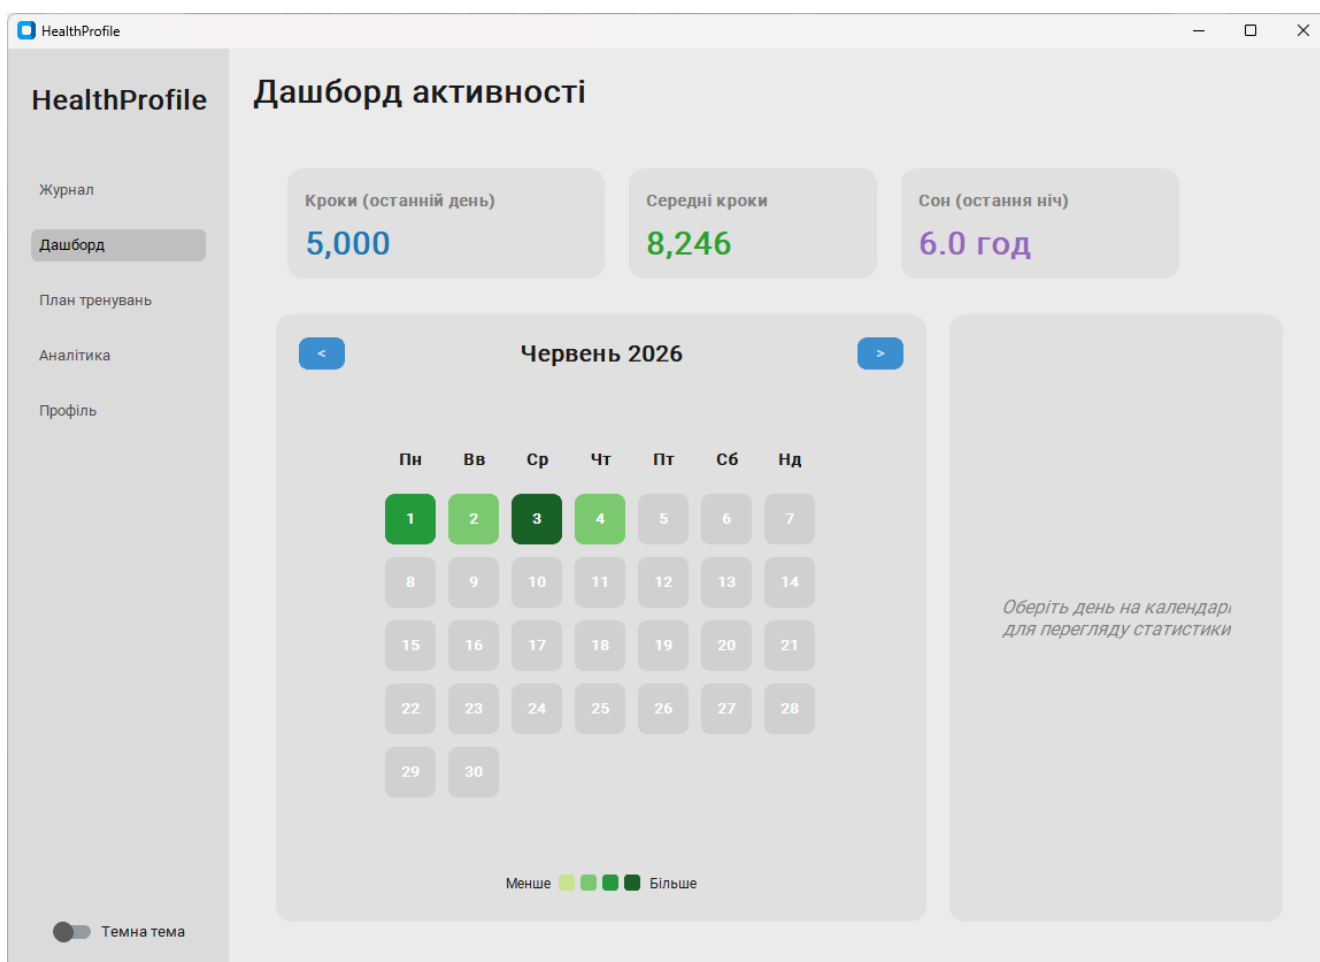 HealthProfile
HealthProfile
Журнал
Дашборд
План тренувань
Аналітика
Профіль
Темна тема
Дашборд активності
Кроки (останній день)
5,000
Середні кроки
8,246
Сон (остання ніч)
6.0 год
< Червень 2026 >
Пн Вв Ср Чт Пт Сб Нд
1 2 3 4 5 6 7
8 9 10 11 12 13 14
15 16 17 18 19 20 21
22 23 24 25 26 27 28
29 30
Менше Більше
Оберіть день на календарі
для перегляду статистики